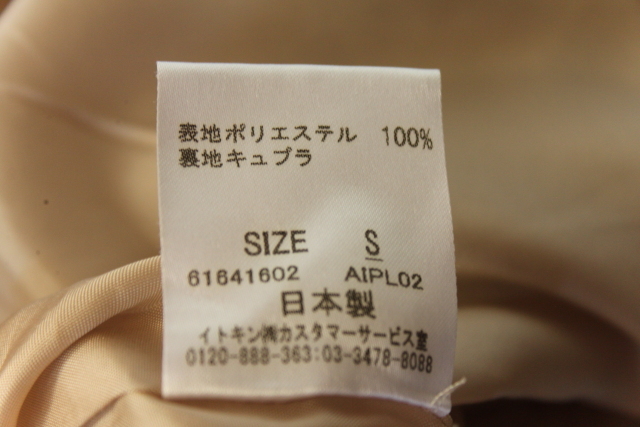 表地ポリエステル 100%
裏地キュプラ
SIZE S
61641602 AIPL02
日本製
イトキン㈱カスタマーサービス室
0120-888-363:03-3478-8088